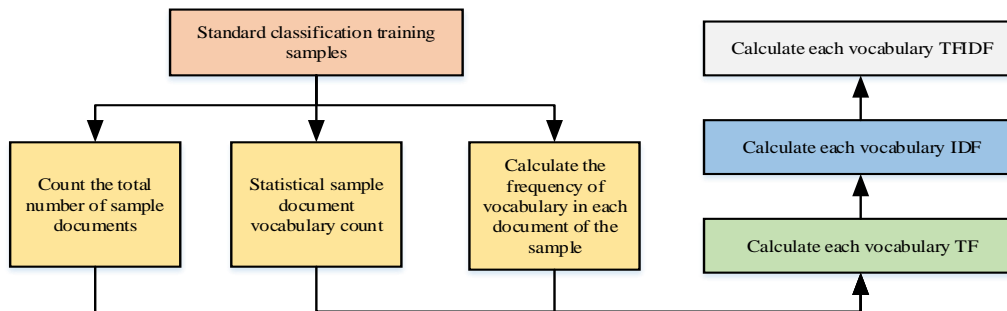 Standard classification training
samples
Count the total
number of sample
documents
Statistical sample
document
vocabulary count
Calculate the
frequency of
vocabulary in each
document of the
sample
Calculate each vocabulary TFIDF
Calculate each vocabulary IDF
Calculate each vocabulary TF